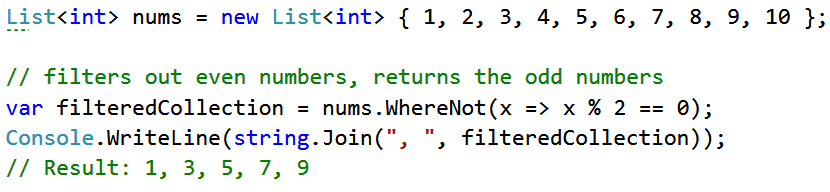 List<int> nums = new List<int> { 1, 2, 3, 4, 5, 6, 7, 8, 9, 10 };
// filters out even numbers, returns the odd numbers
var filteredCollection = nums.WhereNot(x => x % 2 == 0);
Console.WriteLine(string.Join(", ", filteredCollection));
// Result: 1, 3, 5, 7, 9